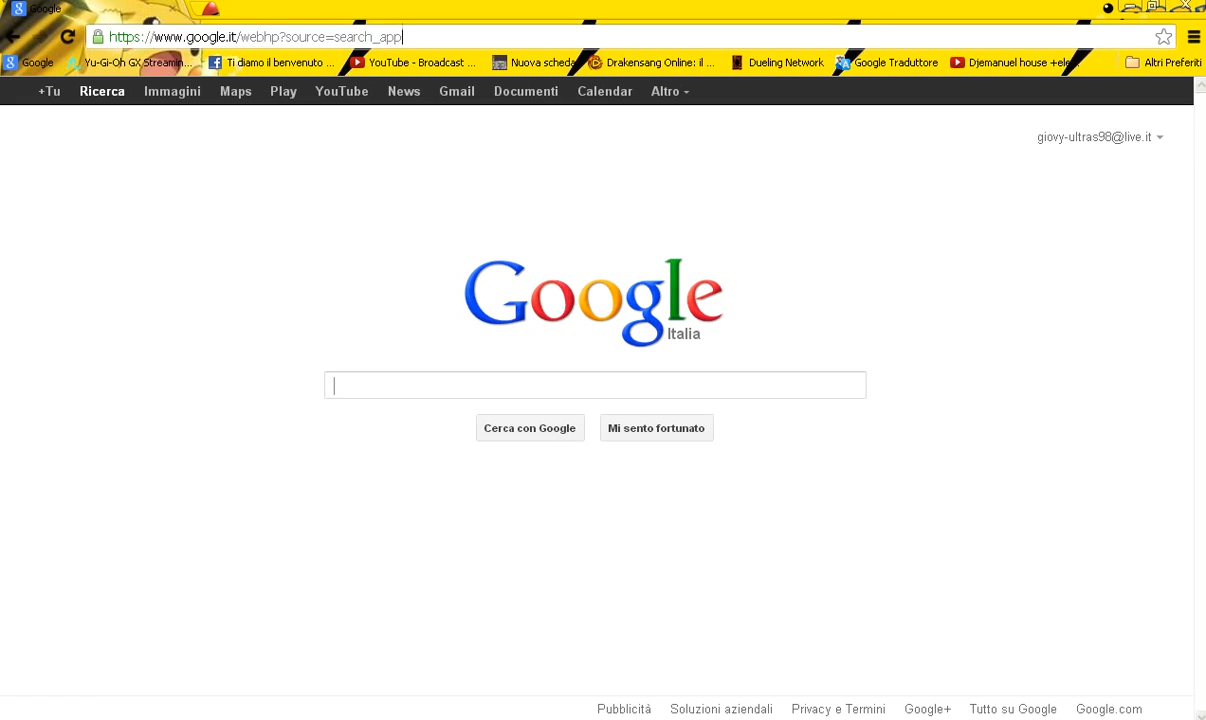 Google
https://www.google.it/webhp?source=search_app
Google Yu-Gi-Oh GX Streamin... Ti diamo il benvenuto ... YouTube - Broadcast ... Nuova scheda Drakensang Online: il ... Dueling Network Google Traduttore Djemanuel house +ele... Altri Preferiti
+Tu Ricerca Immagini Maps Play YouTube News Gmail Documenti Calendar Altro
giovy-ultras98@live.it
Google
Italia
Cerca con Google Mi sento fortunato
Pubblicità Soluzioni aziendali Privacy e Termini Google+ Tutto su Google Google.com